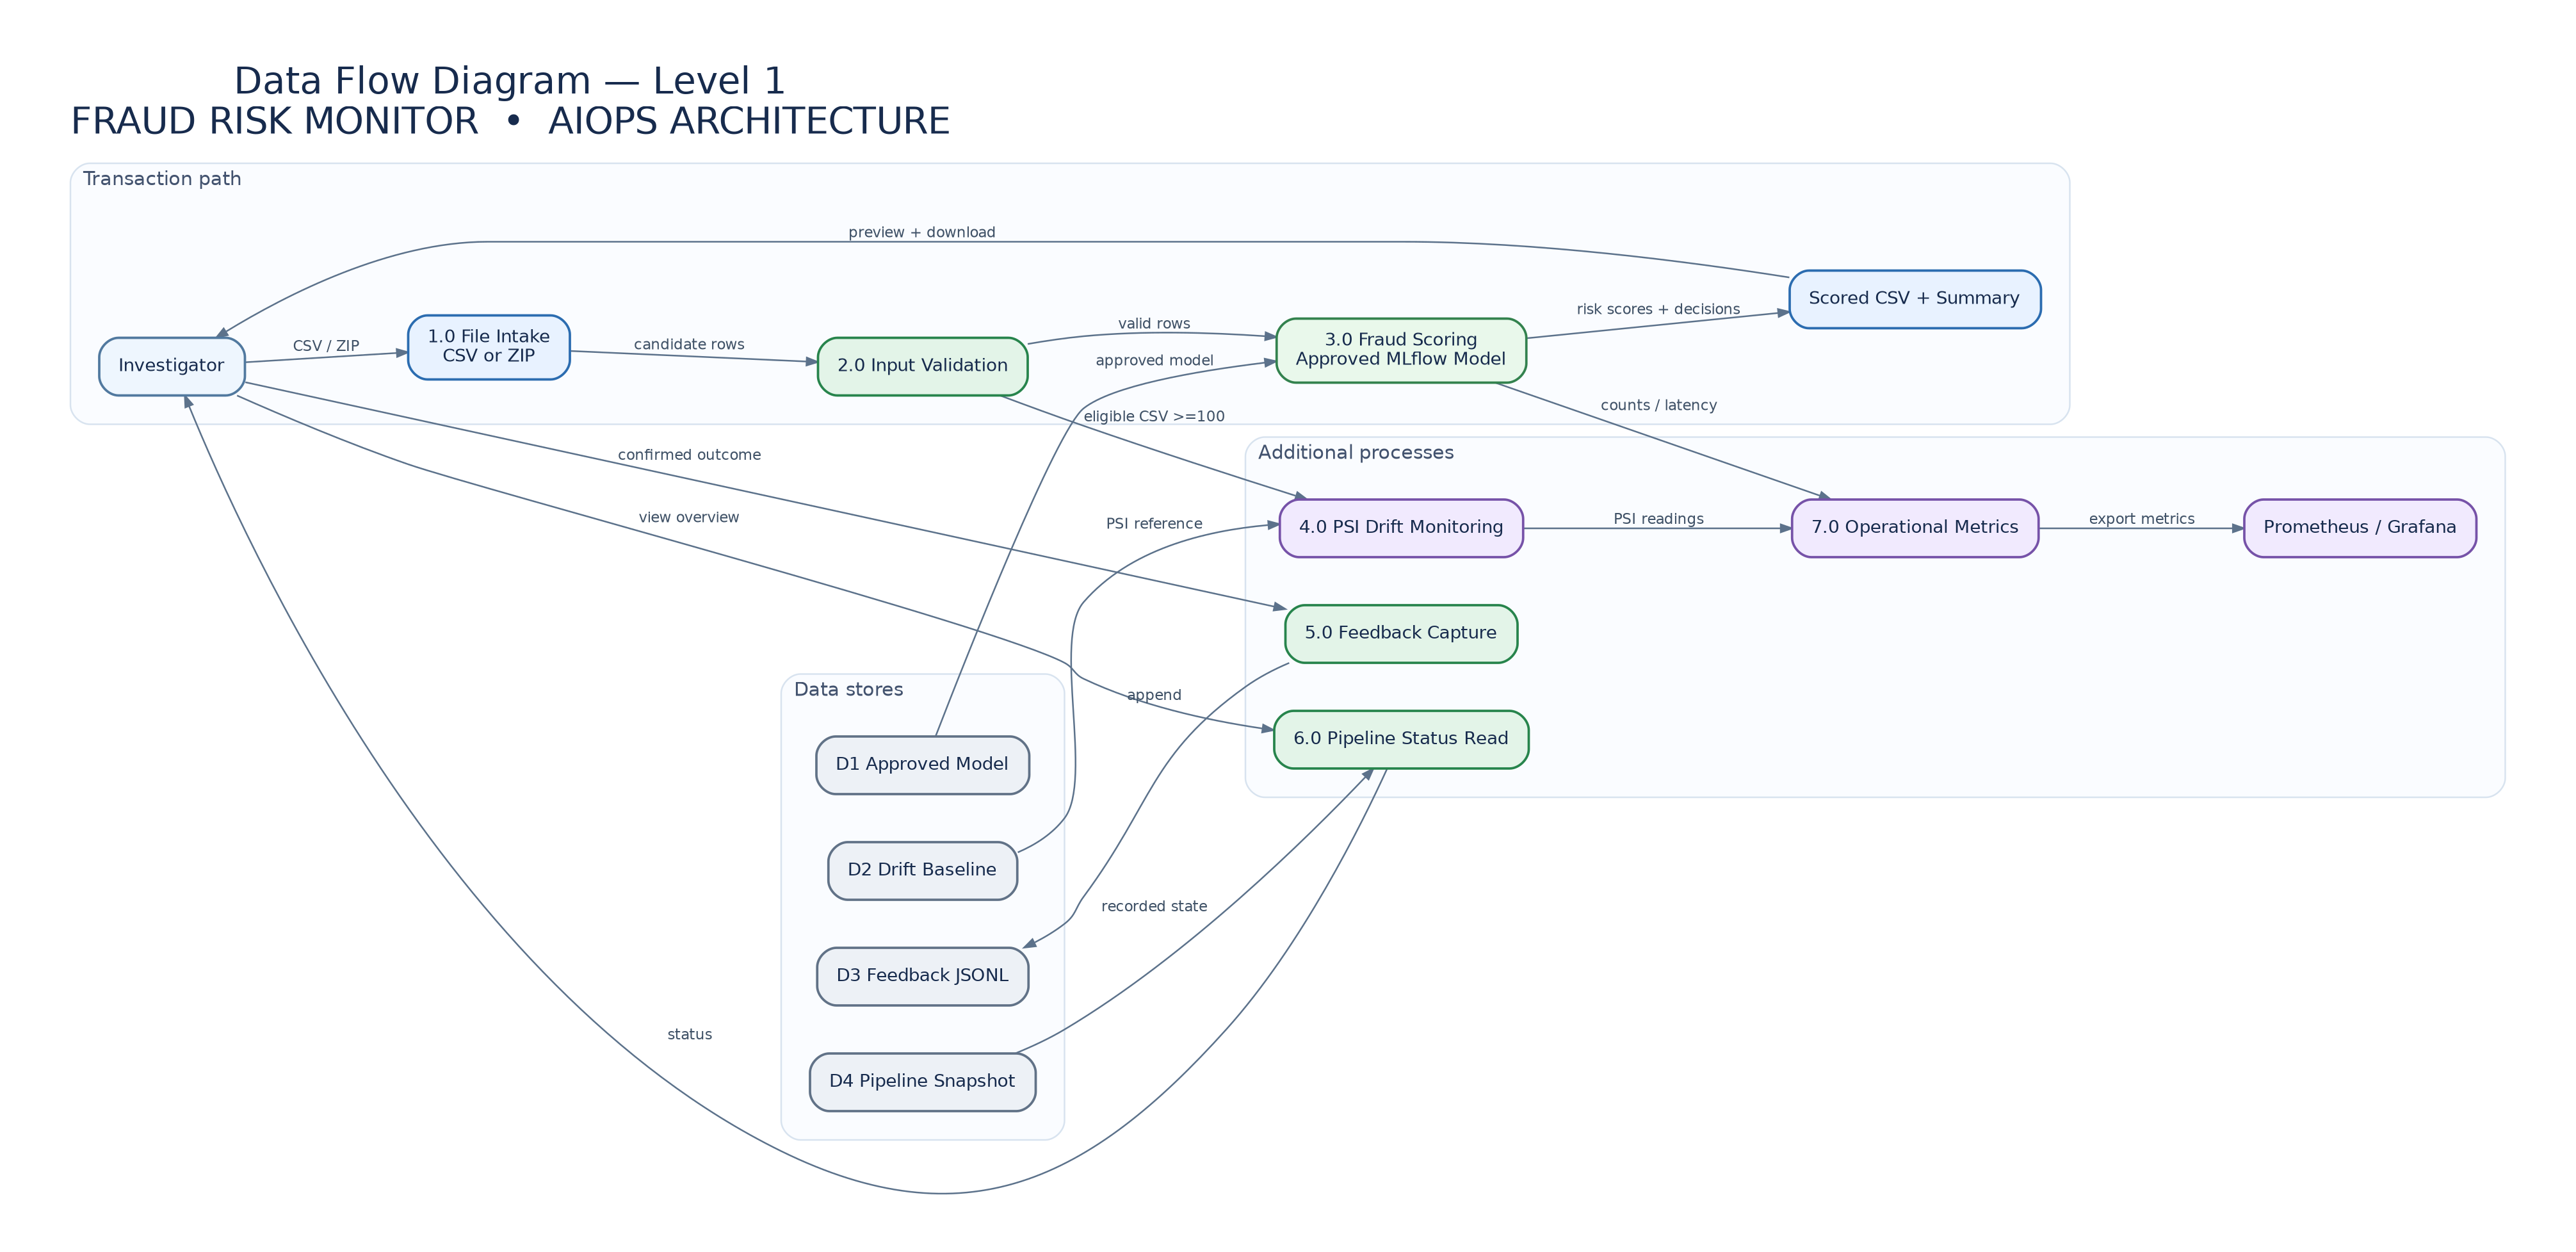 Data Flow Diagram — Level 1
FRAUD RISK MONITOR • AIOPS ARCHITECTURE
Transaction path
preview + download
Investigator
CSV / ZIP
1.0 File Intake
CSV or ZIP
candidate rows
2.0 Input Validation
valid rows
approved model
3.0 Fraud Scoring
Approved MLflow Model
risk scores + decisions
Scored CSV + Summary
eligible CSV >=100
counts / latency
confirmed outcome
view overview
Additional processes
PSI reference
4.0 PSI Drift Monitoring
PSI readings
7.0 Operational Metrics
export metrics
Prometheus / Grafana
5.0 Feedback Capture
append
6.0 Pipeline Status Read
Data stores
D1 Approved Model
D2 Drift Baseline
recorded state
D3 Feedback JSONL
status
D4 Pipeline Snapshot